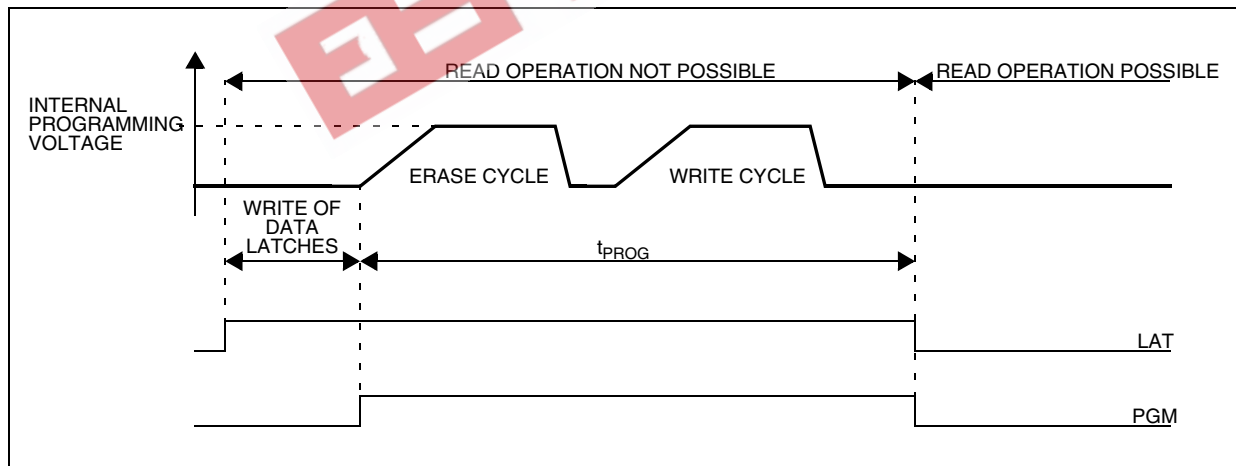 READ OPERATION NOT POSSIBLE
READ OPERATION POSSIBLE
INTERNAL
PROGRAMMING
VOLTAGE
ERASE CYCLE
WRITE CYCLE
WRITE OF
DATA
LATCHES
tPROG
LAT
PGM